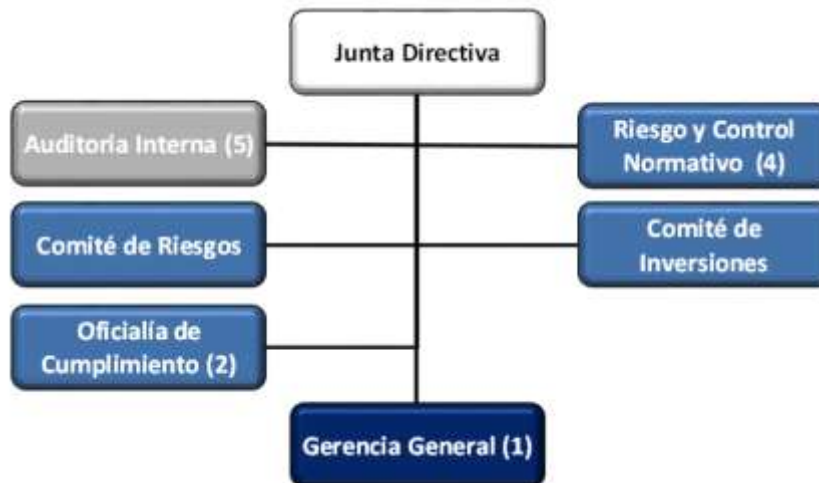 Junta Directiva
Auditoría Interna (5)
Riesgo y Control
Normativo (4)
Comité de Riesgos
Comité de
Inversiones
Oficialía de
Cumplimiento (2)
Gerencia General (1)